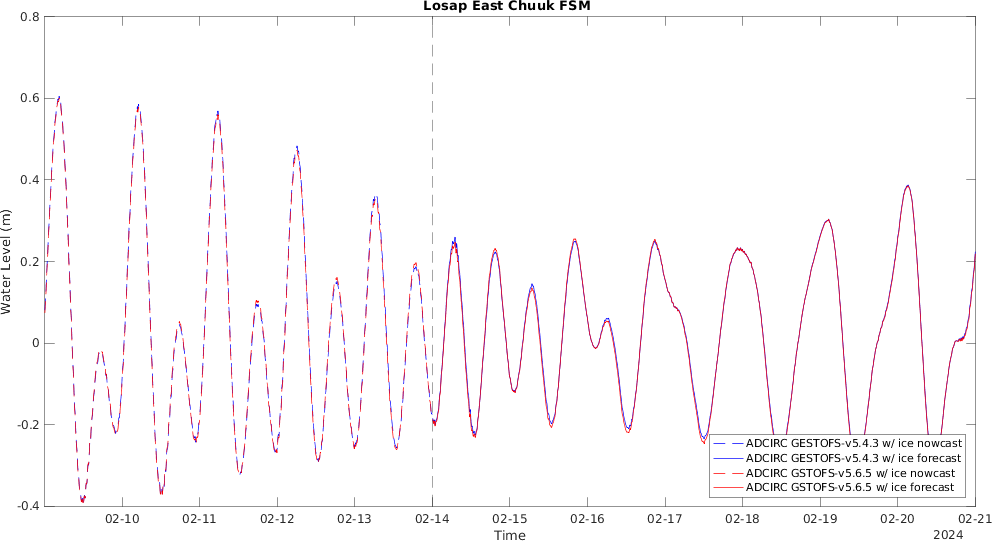 Losap East Chuuk FSM
0.8
0.6
0.4
0.2
0
-0.2
-0.4
Water Level (m)
ADCIRC GESTOFS-v5.4.3 w/ ice nowcast
ADCIRC GESTOFS-v5.4.3 w/ ice forecast
ADCIRC GSTOFS-v5.6.5 w/ ice nowcast
ADCIRC GSTOFS-v5.6.5 w/ ice forecast
02-10 02-11 02-12 02-13 02-14 02-15 02-16 02-17 02-18 02-19 02-20 02-21
Time
2024